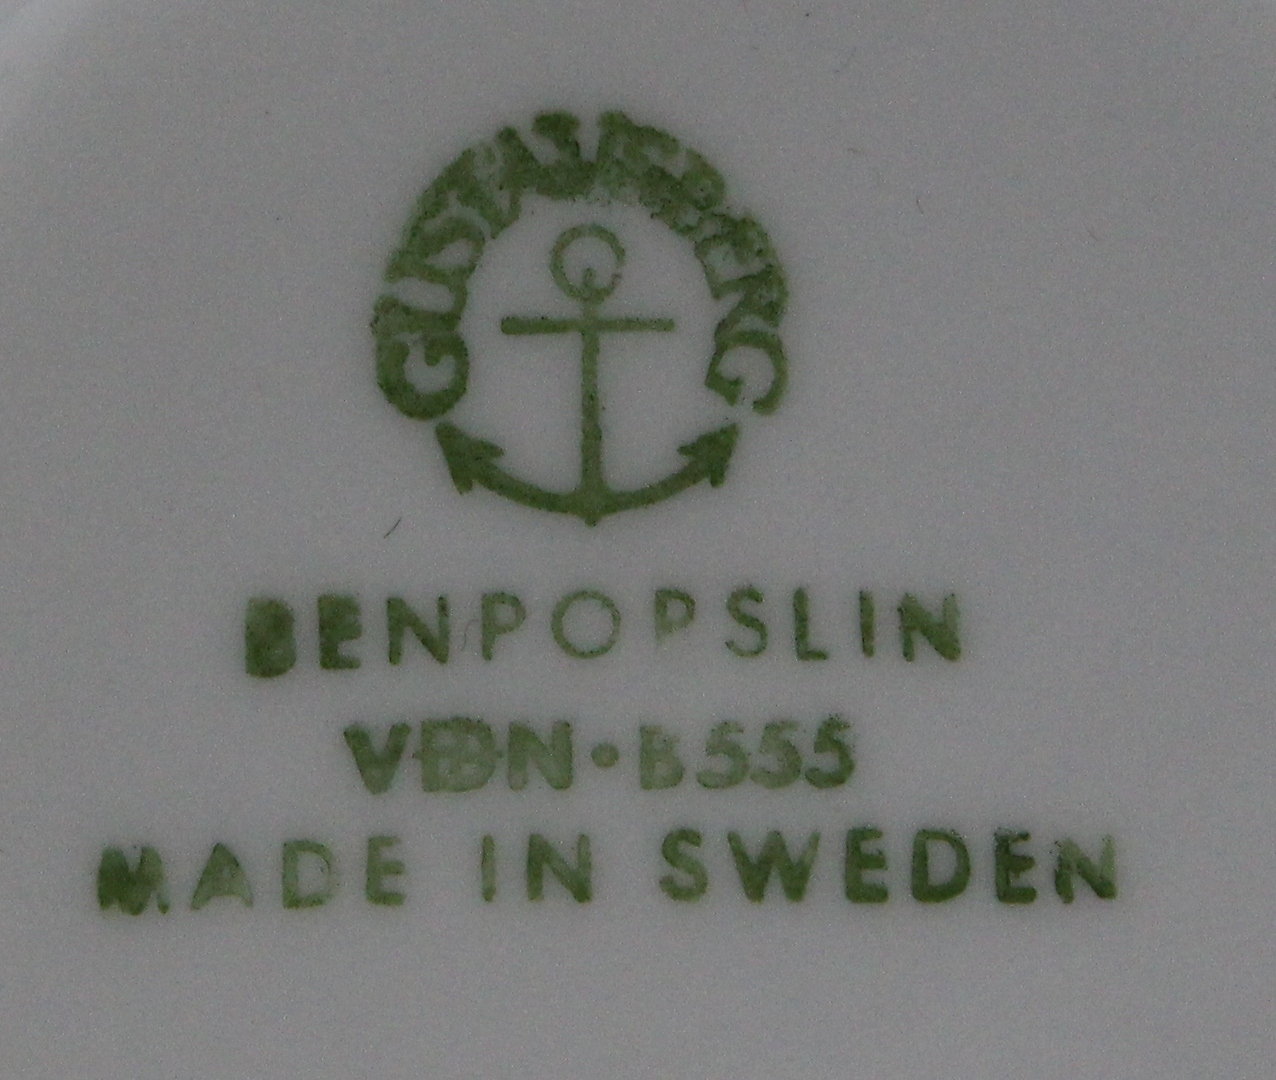 GUSTAVSBERG
BENPOPSLIN
VDN·B555
MADE IN SWEDEN